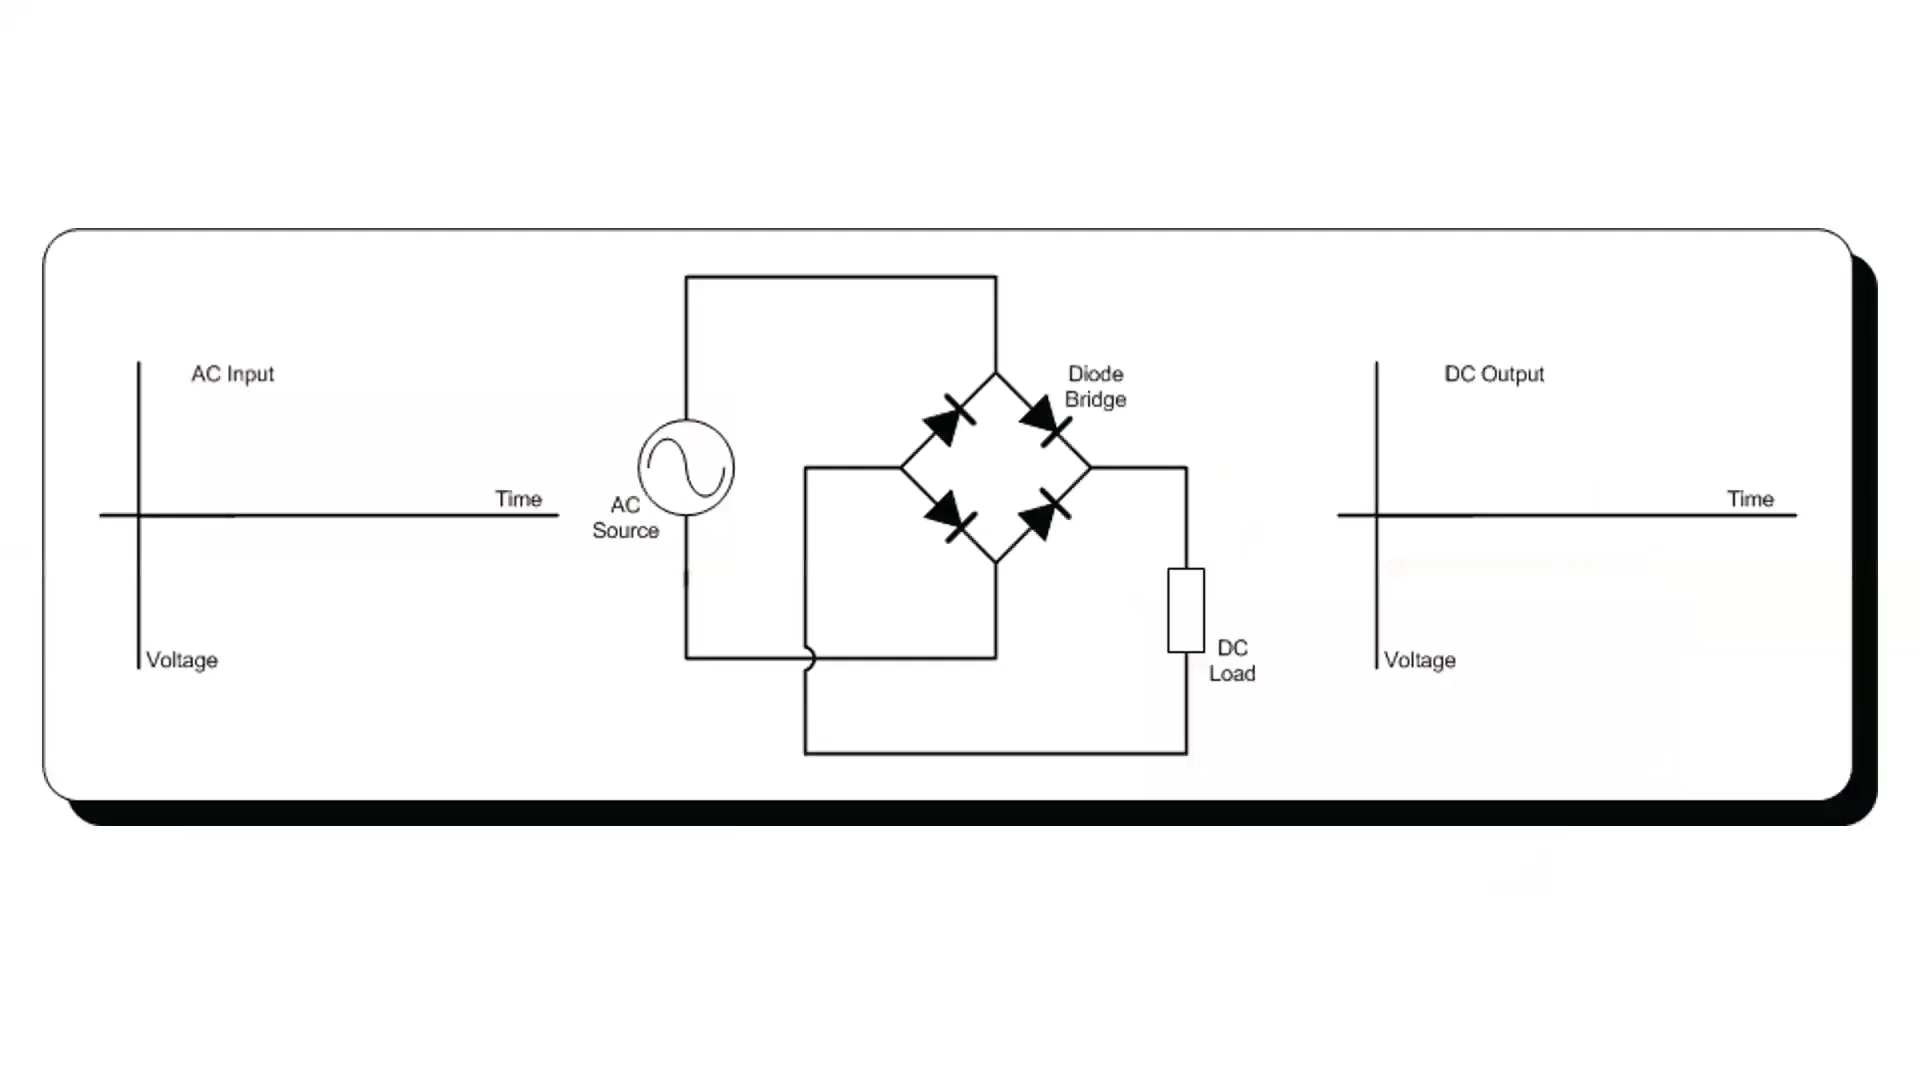 AC Input
Time
Voltage
AC
Source
Diode
Bridge
DC
Load
DC Output
Time
Voltage